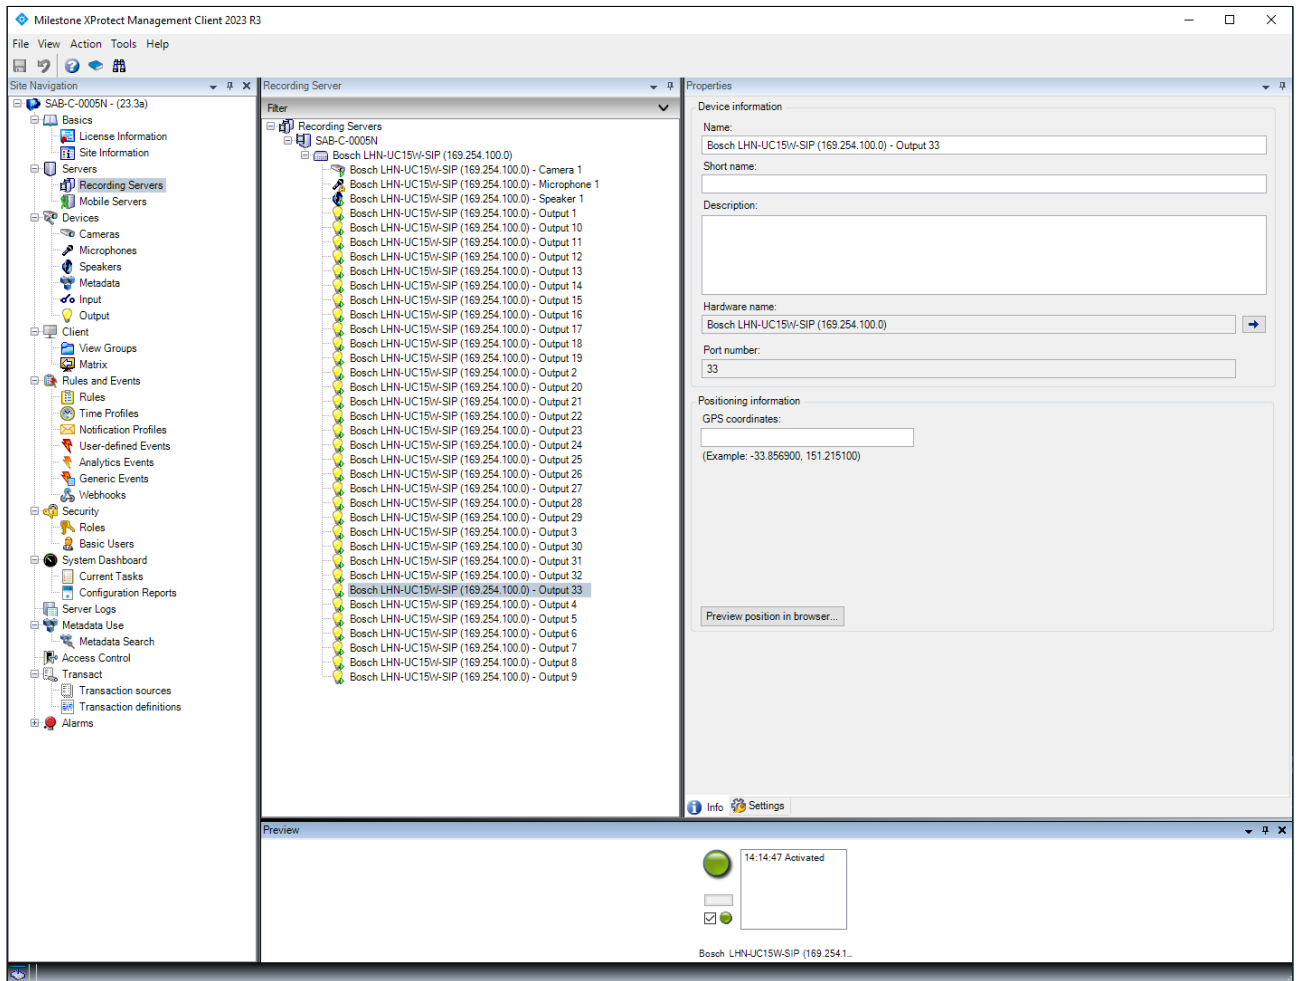 Milestone XProtect Management Client 2023 R3
File View Action Tools Help
Site Navigation
SAB-C-0005N - (23.3a)
Basics
License Information
Site Information
Servers
Recording Servers
Mobile Servers
Devices
Cameras
Microphones
Speakers
Metadata
Input
Output
Client
View Groups
Matrix
Rules and Events
Rules
Time Profiles
Notification Profiles
User-defined Events
Analytics Events
Generic Events
Webhooks
Security
Roles
Basic Users
System Dashboard
Current Tasks
Configuration Reports
Server Logs
Metadata Use
Metadata Search
Access Control
Transact
Transaction sources
Transaction definitions
Alarms
Recording Server
Filter
Recording Servers
SAB-C-0005N
Bosch LHN-UC15W-SIP (169.254.100.0)
Bosch LHN-UC15W-SIP (169.254.100.0) - Camera 1
Bosch LHN-UC15W-SIP (169.254.100.0) - Microphone 1
Bosch LHN-UC15W-SIP (169.254.100.0) - Speaker 1
Bosch LHN-UC15W-SIP (169.254.100.0) - Output 1
Bosch LHN-UC15W-SIP (169.254.100.0) - Output 10
Bosch LHN-UC15W-SIP (169.254.100.0) - Output 11
Bosch LHN-UC15W-SIP (169.254.100.0) - Output 12
Bosch LHN-UC15W-SIP (169.254.100.0) - Output 13
Bosch LHN-UC15W-SIP (169.254.100.0) - Output 14
Bosch LHN-UC15W-SIP (169.254.100.0) - Output 15
Bosch LHN-UC15W-SIP (169.254.100.0) - Output 16
Bosch LHN-UC15W-SIP (169.254.100.0) - Output 17
Bosch LHN-UC15W-SIP (169.254.100.0) - Output 18
Bosch LHN-UC15W-SIP (169.254.100.0) - Output 19
Bosch LHN-UC15W-SIP (169.254.100.0) - Output 2
Bosch LHN-UC15W-SIP (169.254.100.0) - Output 20
Bosch LHN-UC15W-SIP (169.254.100.0) - Output 21
Bosch LHN-UC15W-SIP (169.254.100.0) - Output 22
Bosch LHN-UC15W-SIP (169.254.100.0) - Output 23
Bosch LHN-UC15W-SIP (169.254.100.0) - Output 24
Bosch LHN-UC15W-SIP (169.254.100.0) - Output 25
Bosch LHN-UC15W-SIP (169.254.100.0) - Output 26
Bosch LHN-UC15W-SIP (169.254.100.0) - Output 27
Bosch LHN-UC15W-SIP (169.254.100.0) - Output 28
Bosch LHN-UC15W-SIP (169.254.100.0) - Output 29
Bosch LHN-UC15W-SIP (169.254.100.0) - Output 3
Bosch LHN-UC15W-SIP (169.254.100.0) - Output 30
Bosch LHN-UC15W-SIP (169.254.100.0) - Output 31
Bosch LHN-UC15W-SIP (169.254.100.0) - Output 32
Bosch LHN-UC15W-SIP (169.254.100.0) - Output 33
Bosch LHN-UC15W-SIP (169.254.100.0) - Output 4
Bosch LHN-UC15W-SIP (169.254.100.0) - Output 5
Bosch LHN-UC15W-SIP (169.254.100.0) - Output 6
Bosch LHN-UC15W-SIP (169.254.100.0) - Output 7
Bosch LHN-UC15W-SIP (169.254.100.0) - Output 8
Bosch LHN-UC15W-SIP (169.254.100.0) - Output 9
Properties
Device information
Name:
Bosch LHN-UC15W-SIP (169.254.100.0) - Output 33
Short name:
Description:
Hardware name:
Bosch LHN-UC15W-SIP (169.254.100.0)
Port number:
33
Positioning information
GPS coordinates:
(Example: -33.856900, 151.215100)
Preview position in browser...
Info Settings
Preview
14:14:47 Activated
Bosch LHN-UC15W-SIP (169.254.1...